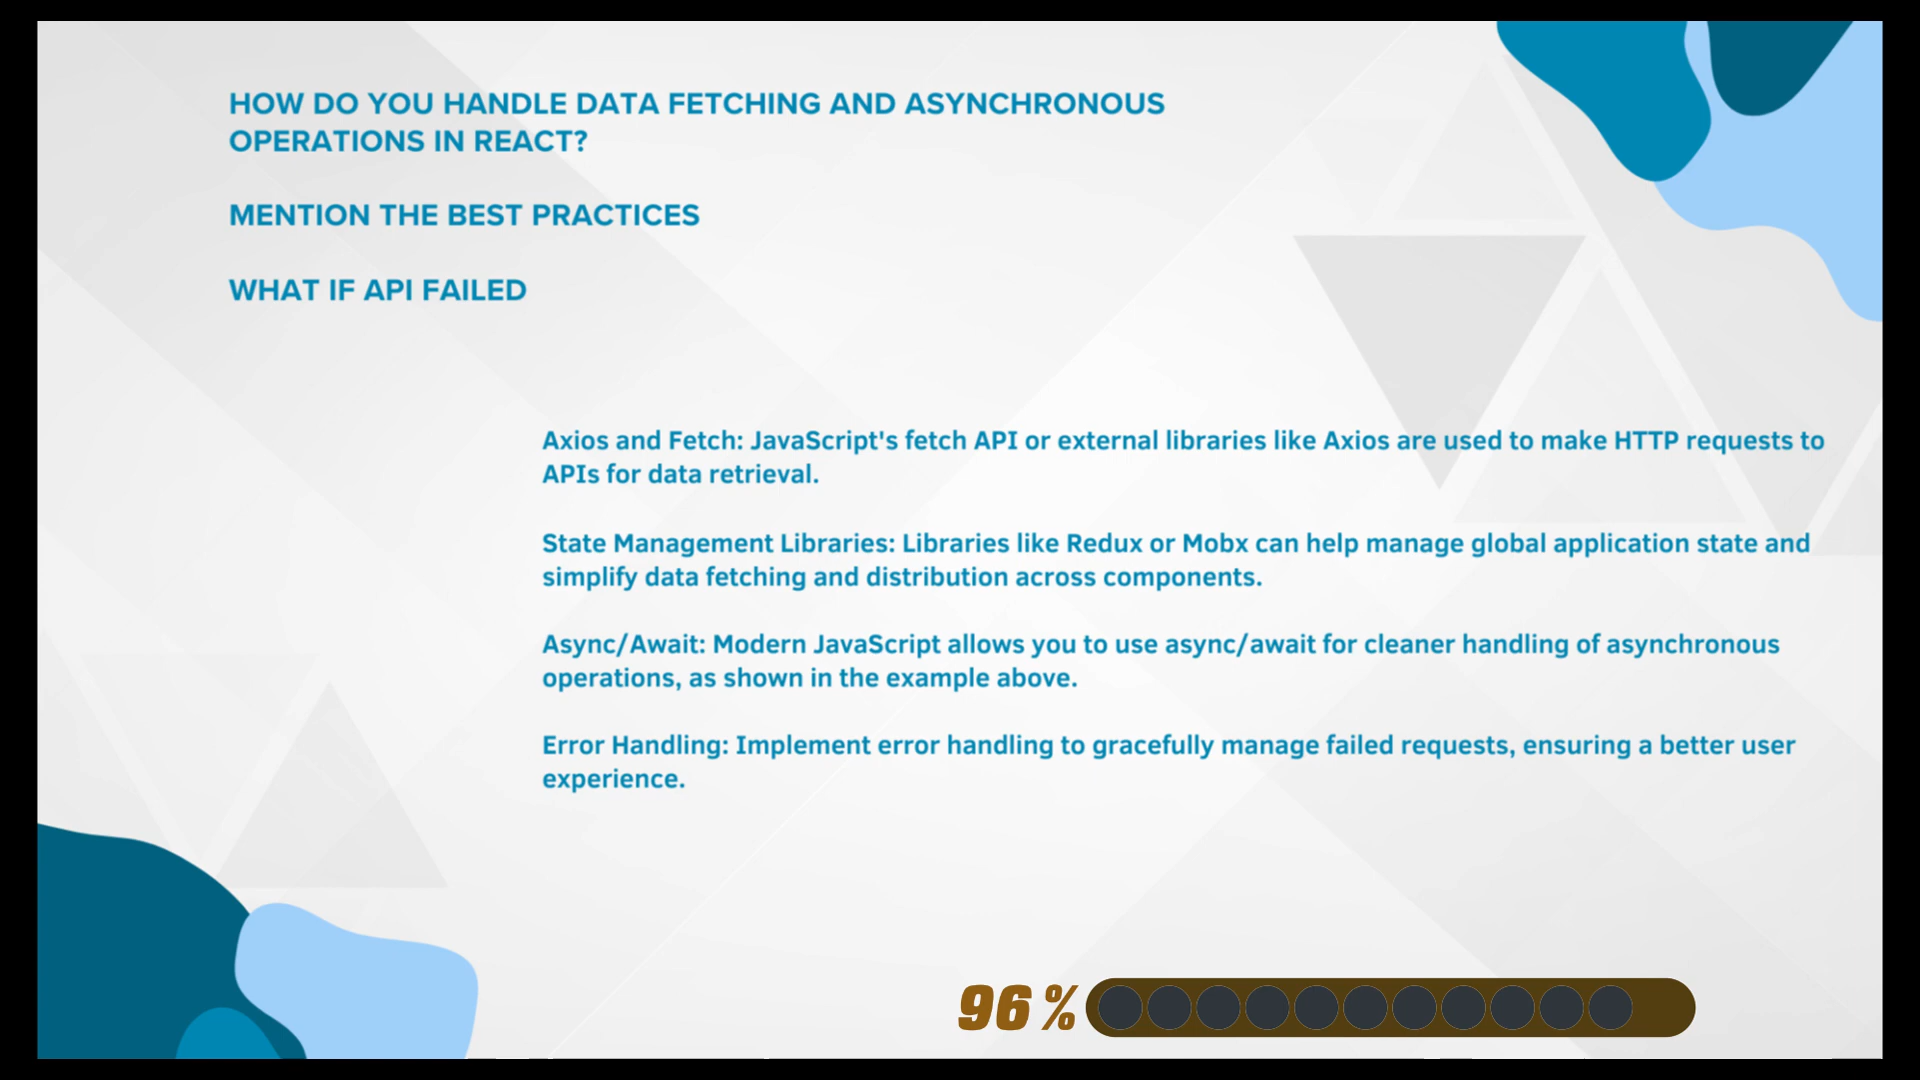 HOW DO YOU HANDLE DATA FETCHING AND ASYNCHRONOUS
OPERATIONS IN REACT?
MENTION THE BEST PRACTICES
WHAT IF API FAILED
Axios and Fetch: JavaScript's fetch API or external libraries like Axios are used to make HTTP requests to
APIs for data retrieval.
State Management Libraries: Libraries like Redux or Mobx can help manage global application state and
simplify data fetching and distribution across components.
Async/Await: Modern JavaScript allows you to use async/await for cleaner handling of asynchronous
operations, as shown in the example above.
Error Handling: Implement error handling to gracefully manage failed requests, ensuring a better user
experience.
96%